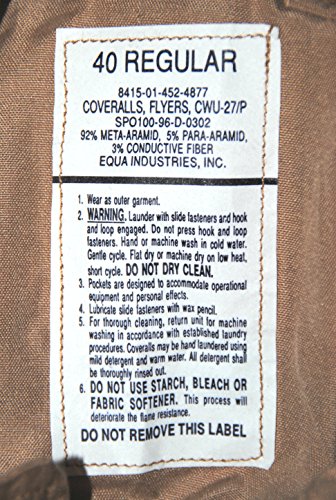 40 REGULAR
8415-01-452-4877
COVERALLS, FLYERS, CWU-27/P
SPO100-96-D-0302
92% META-ARAMID, 5% PARA-ARAMID,
3% CONDUCTIVE FIBER
EQUA INDUSTRIES, INC.
1. Wear as outer garment.
2. WARNING. Launder with slide fasteners and hook
and loop engaged. Do not press hook and loop
fasteners. Hand or machine wash in cold water.
Gentle cycle. Flat dry or machine dry on low heat,
short cycle. DO NOT DRY CLEAN.
3. Pockets are designed to accommodate operational
equipment and personal effects.
4. Lubricate slide fasteners with wax pencil.
5. For thorough cleaning, return unit for machine
washing in accordance with established laundry
procedures. Coveralls may be hand laundered using
mild detergent and warm water. All detergent shall
be thoroughly rinsed out.
6. DO NOT USE STARCH, BLEACH OR
FABRIC SOFTENER. This process will
deteriorate the flame resistance.
DO NOT REMOVE THIS LABEL